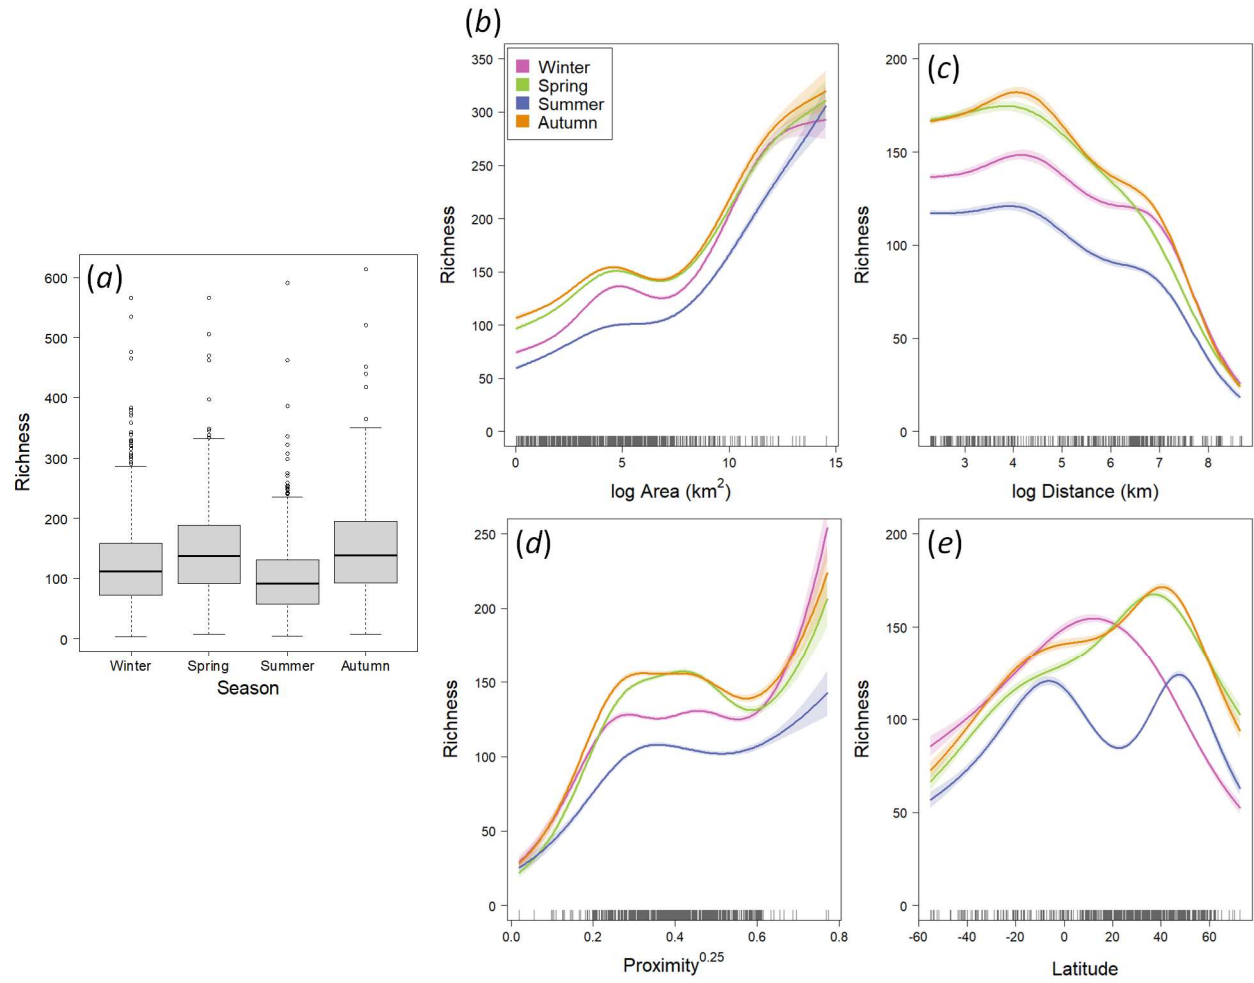 (a)
Richness
600
500
400
300
200
100
0
Winter Spring Summer Autumn
Season
(b)
Winter
Spring
Summer
Autumn
Richness
350
300
250
200
150
100
50
0
0 5 10 15
log Area (km²)
(c)
Richness
200
150
100
50
0
3 4 5 6 7 8
log Distance (km)
(d)
Richness
250
200
150
100
50
0
0.0 0.2 0.4 0.6 0.8
Proximity^0.25
(e)
Richness
200
150
100
50
0
-60 -40 -20 0 20 40 60
Latitude